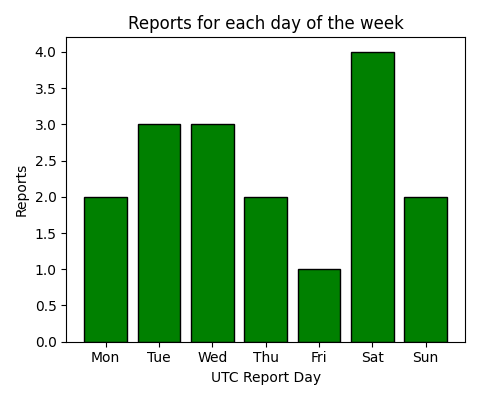 Reports for each day of the week
4.0
3.5
3.0
2.5
2.0
1.5
1.0
0.5
0.0
Reports
Mon Tue Wed Thu Fri Sat Sun
UTC Report Day